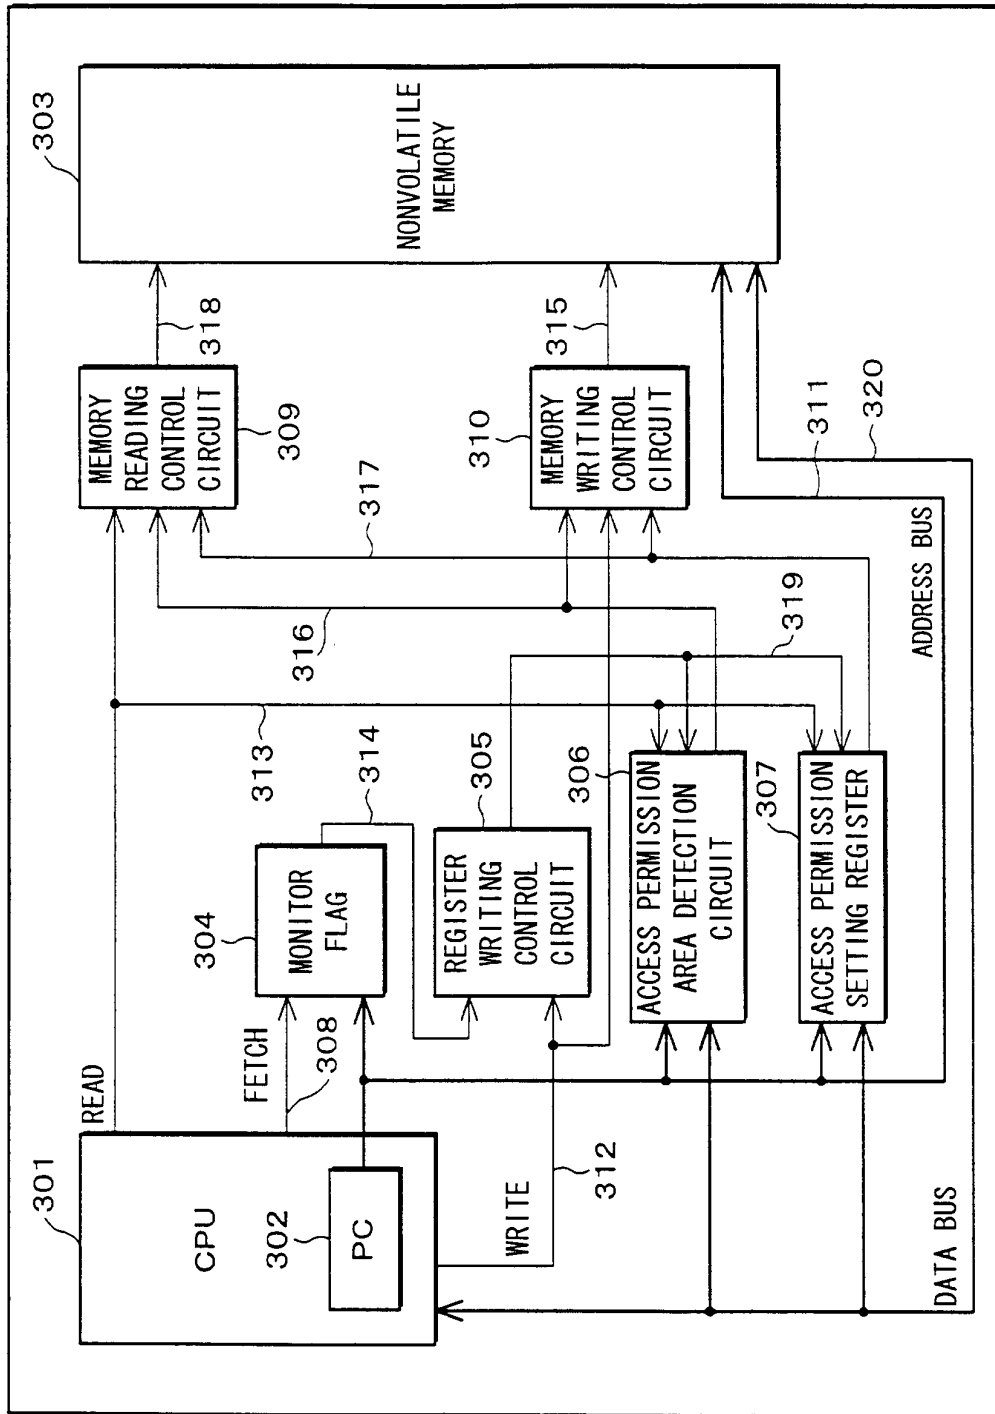 301
CPU
302
PC
READ
FETCH
308
WRITE
312
304
MONITOR
FLAG
313
314
305
REGISTER
WRITING
CONTROL
CIRCUIT
306
ACCESS PERMISSION
AREA DETECTION
CIRCUIT
307
ACCESS PERMISSION
SETTING REGISTER
316
317
319
MEMORY
READING
CONTROL
CIRCUIT
309
318
310
MEMORY
WRITING
CONTROL
CIRCUIT
315
303
NONVOLATILE
MEMORY
311
320
ADDRESS BUS
DATA BUS